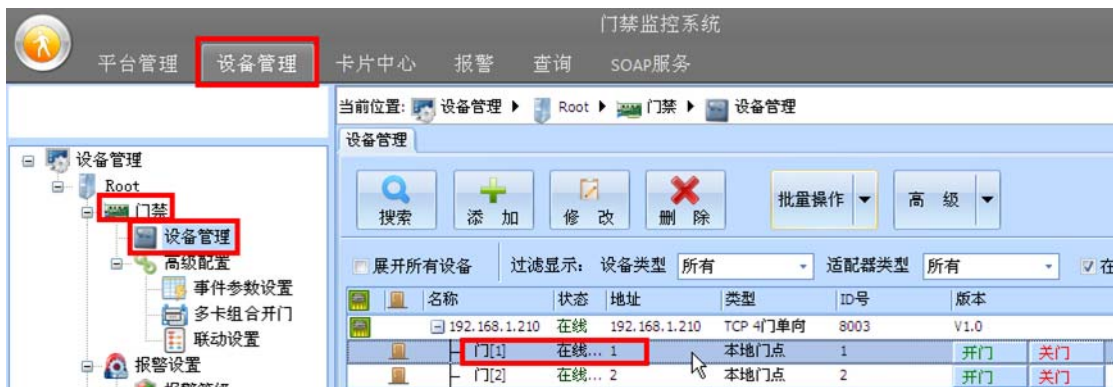 门禁监控系统
平台管理 设备管理 卡片中心 报警 查询 SOAP服务
当前位置: 设备管理 Root 门禁 设备管理
设备管理
设备管理
Root
门禁
设备管理
高级配置
事件参数设置
多卡组合开门
联动设置
报警设置
搜索 添 加 修 改 删 除 批量操作 高 级
展开所有设备 过滤显示: 设备类型 所有 适配器类型 所有 在
名称 状态 地址 类型 ID号 版本
192.168.1.210 在线 192.168.1.210 TCP 4门单向 8003 V1.0
门[1] 在线... 1 本地门点 1 开门 关门
门[2] 在线... 2 本地门点 2 开门 关门